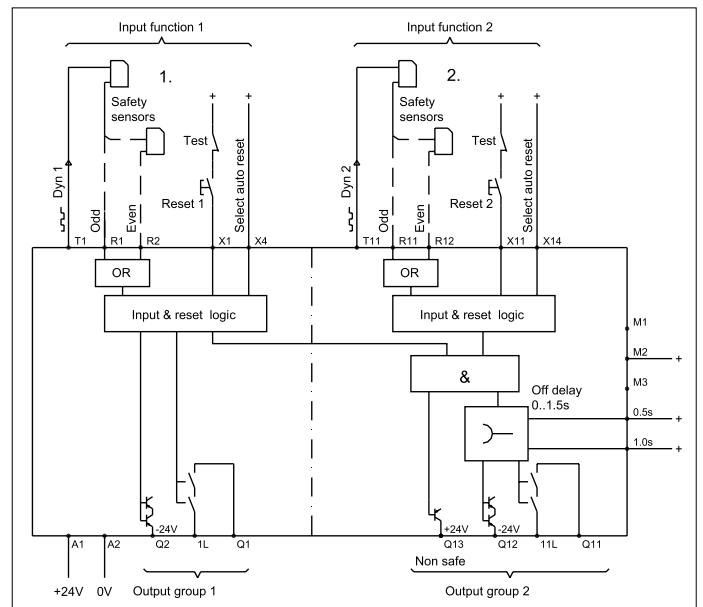 Input function 1
Input function 2
1.
2.
Safety
sensors
Safety
sensors
+
+
+
+
Test
Test
Select auto reset
Select auto reset
Dyn 1
Dyn 2
Odd
Even
Odd
Even
Reset 1
Reset 2
T1
R1
R2
X1
X4
T11
R11
R12
X11
X14
OR
OR
Input & reset logic
Input & reset logic
M1
M2
+
&
M3
Off delay
0..1.5s
0.5s
+
1.0s
+
-24V
+24V
-24V
A1
A2
Q2
1L
Q1
Q13
Q12
11L
Q11
Non safe
+24V
0V
Output group 1
Output group 2